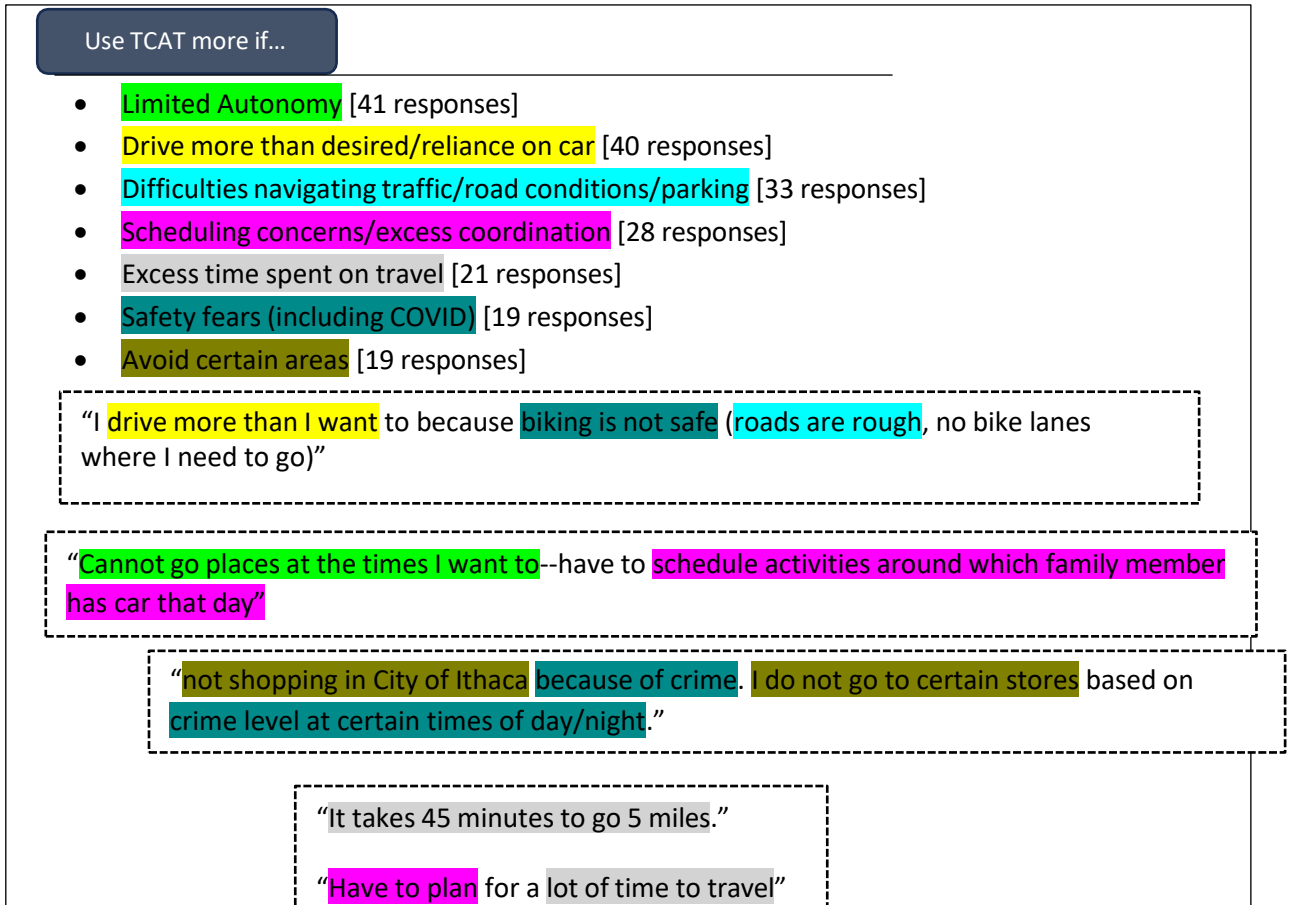 Use TCAT more if...
• Limited Autonomy [41 responses]
• Drive more than desired/reliance on car [40 responses]
• Difficulties navigating traffic/road conditions/parking [33 responses]
• Scheduling concerns/excess coordination [28 responses]
• Excess time spent on travel [21 responses]
• Safety fears (including COVID) [19 responses]
• Avoid certain areas [19 responses]
“I drive more than I want to because biking is not safe (roads are rough, no bike lanes
where I need to go)”
“Cannot go places at the times I want to--have to schedule activities around which family member
has car that day”
“not shopping in City of Ithaca because of crime. I do not go to certain stores based on
crime level at certain times of day/night.”
“It takes 45 minutes to go 5 miles.”
“Have to plan for a lot of time to travel”